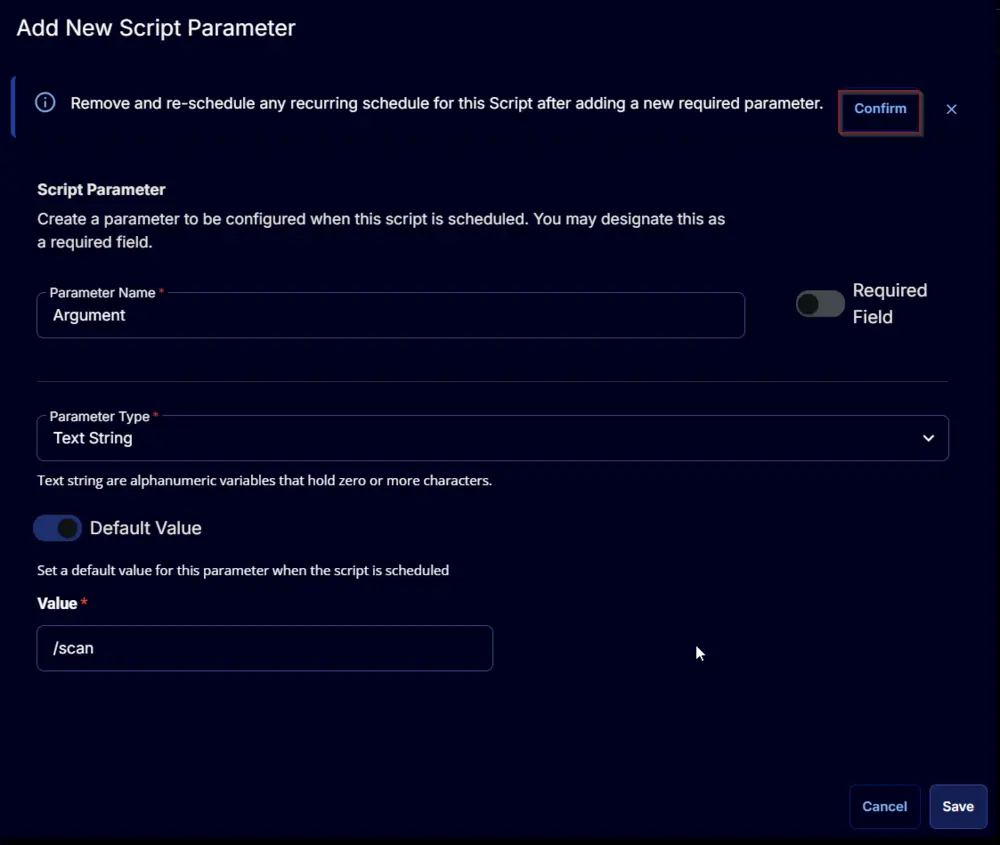 Add New Script Parameter
Remove and re-schedule any recurring schedule for this Script after adding a new required parameter.
Confirm
Script Parameter
Create a parameter to be configured when this script is scheduled. You may designate this as
a required field.
Parameter Name *
Argument
Required
Field
Parameter Type *
Text String
Text string are alphanumeric variables that hold zero or more characters.
Default Value
Set a default value for this parameter when the script is scheduled
Value *
/scan
Cancel
Save